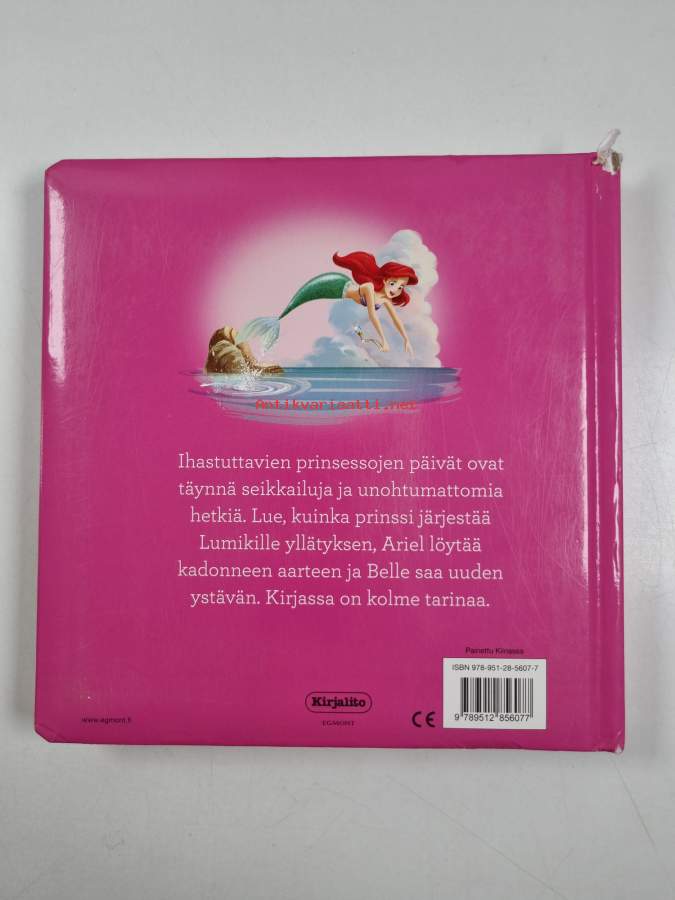 Antikvariaatti.net
Ihastuttavien prinsessojen päivät ovat
täynnä seikkailuja ja unohtumattomia
hetkiä. Lue, kuinka prinssi järjestää
Lumikille yllätyksen, Ariel löytää
kadonneen aarteen ja Belle saa uuden
ystävän. Kirjassa on kolme tarinaa.
Painettu Kiinassa
ISBN 978-951-28-5607-7
9 789512 856077
www.egmont.fi
Kirjalito
EGMONT
CE